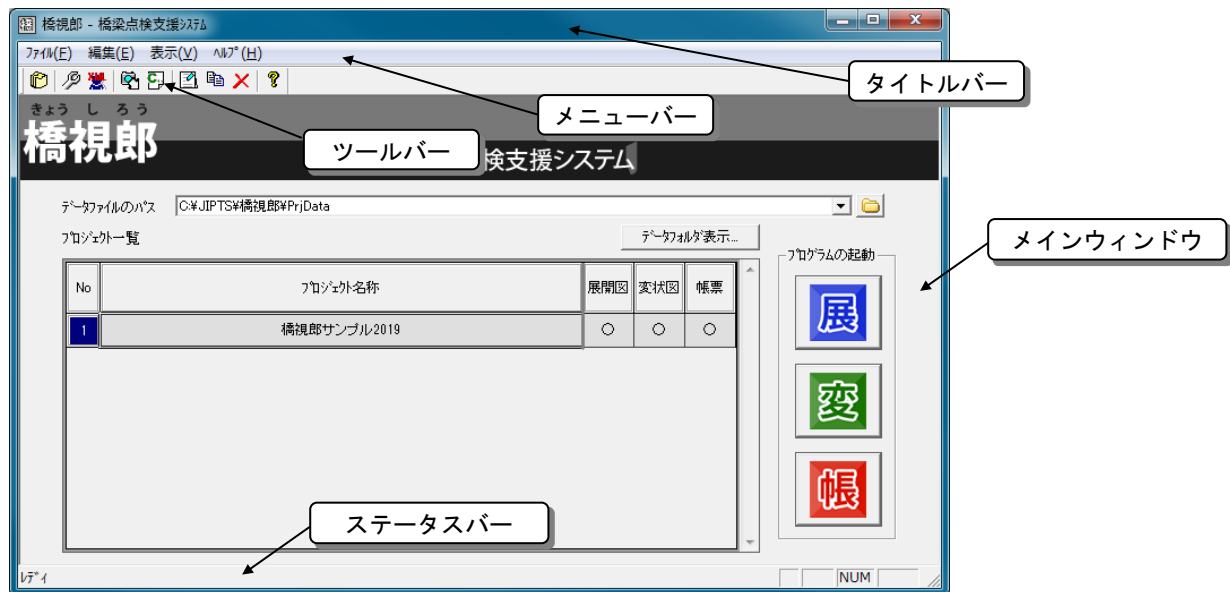 橋視郎 - 橋梁点検支援ｼｽﾃﾑ
ﾌｧｲﾙ(F) 編集(E) 表示(V) ﾍﾙﾌﾟ(H)
タイトルバー
メニューバー
ツールバー
きょう し ろう
橋視郎
検支援システム
ﾃﾞｰﾀﾌｧｲﾙのﾊﾟｽ C:¥JIPTS¥橋視郎¥PrjData
ﾌﾟﾛｼﾞｪｸﾄ一覧 ﾃﾞｰﾀﾌｫﾙﾀﾞ表示...
メインウィンドウ
ﾌﾟﾛｸﾞﾗﾑの起動
No ﾌﾟﾛｼﾞｪｸﾄ名称 展開図 変状図 帳票
1 橋視郎サンプル2019 ○ ○ ○
展
変
帳
ステータスバー
ﾚﾃﾞｨ NUM